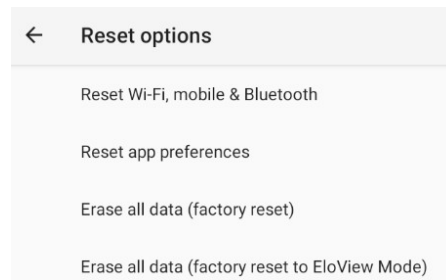 Reset options
Reset Wi-Fi, mobile & Bluetooth
Reset app preferences
Erase all data (factory reset)
Erase all data (factory reset to EloView Mode)